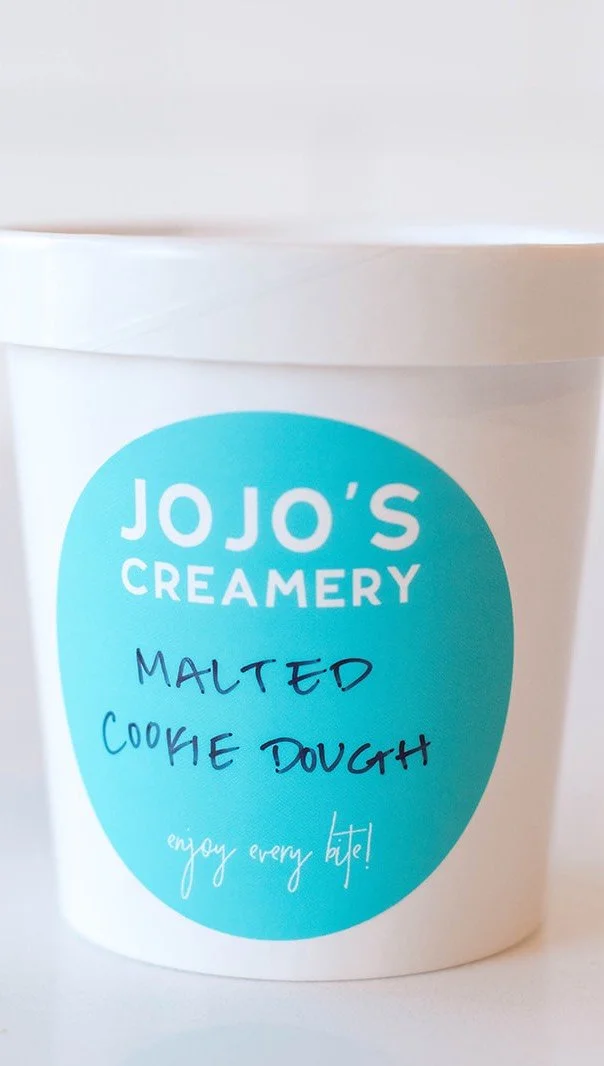 JOJO'S
CREAMERY
MALTED
COOKIE DOUGH
enjoy every bite!